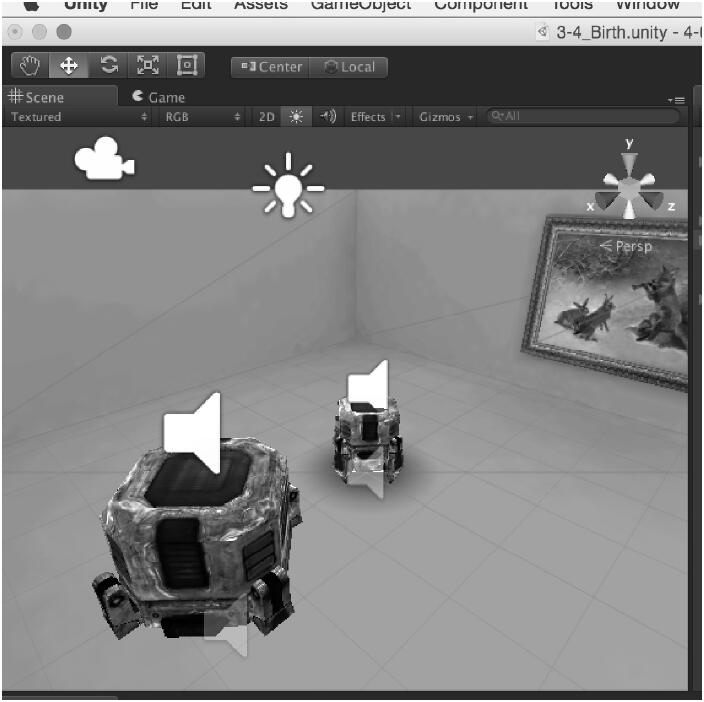 Unity File Edit Assets GameObject Component Tools Window
3-4_Birth.unity - 4-
Center Local
Scene Game
Textured RGB 2D Effects Gizmos All
y
x z
Persp